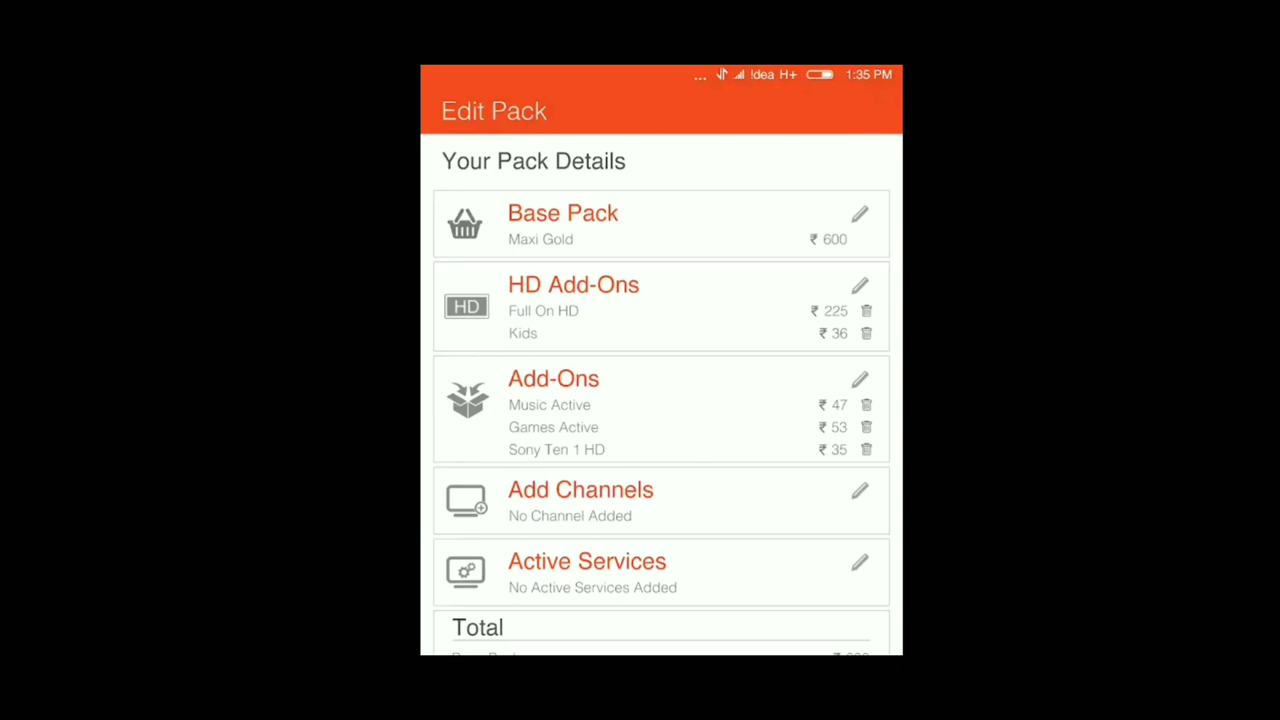 ... !dea H+ 1:35 PM
Edit Pack
Your Pack Details
Base Pack
Maxi Gold ₹ 600
HD Add-Ons
HD
Full On HD ₹ 225
Kids ₹ 36
Add-Ons
Music Active ₹ 47
Games Active ₹ 53
Sony Ten 1 HD ₹ 35
Add Channels
No Channel Added
Active Services
No Active Services Added
Total